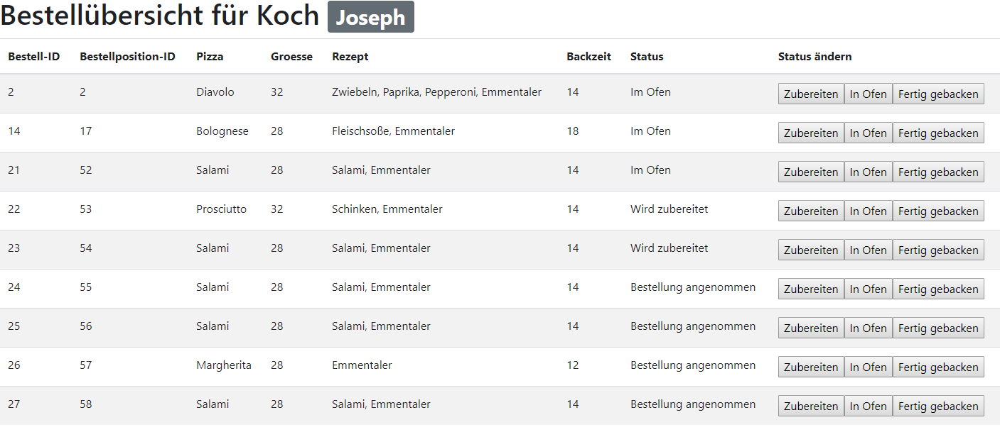 Bestellübersicht für Koch Joseph
Bestell-ID Bestellposition-ID Pizza Groesse Rezept Backzeit Status Status ändern
2 2 Diavolo 32 Zwiebeln, Paprika, Pepperoni, Emmentaler 14 Im Ofen Zubereiten In Ofen Fertig gebacken
14 17 Bolognese 28 Fleischsoße, Emmentaler 18 Im Ofen Zubereiten In Ofen Fertig gebacken
21 52 Salami 28 Salami, Emmentaler 14 Im Ofen Zubereiten In Ofen Fertig gebacken
22 53 Prosciutto 32 Schinken, Emmentaler 14 Wird zubereitet Zubereiten In Ofen Fertig gebacken
23 54 Salami 28 Salami, Emmentaler 14 Wird zubereitet Zubereiten In Ofen Fertig gebacken
24 55 Salami 28 Salami, Emmentaler 14 Bestellung angenommen Zubereiten In Ofen Fertig gebacken
25 56 Salami 28 Salami, Emmentaler 14 Bestellung angenommen Zubereiten In Ofen Fertig gebacken
26 57 Margherita 28 Emmentaler 12 Bestellung angenommen Zubereiten In Ofen Fertig gebacken
27 58 Salami 28 Salami, Emmentaler 14 Bestellung angenommen Zubereiten In Ofen Fertig gebacken